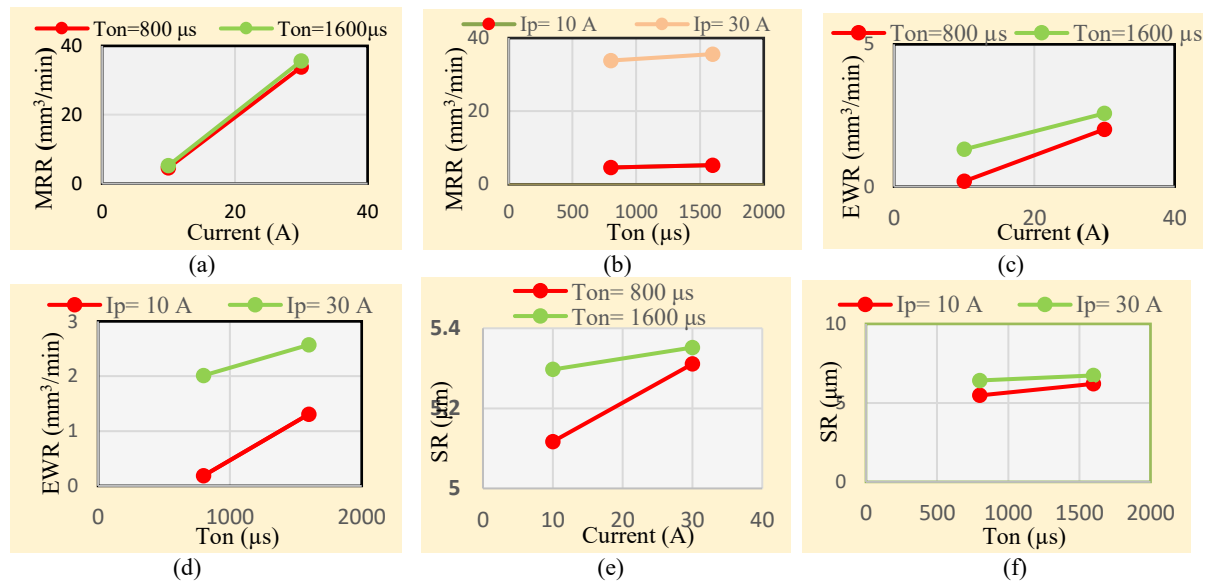 Ton=800 µs Ton=1600µs
40
20
0
0 20 40
MRR (mm³/min)
Current (A)
(a)
Ip= 10 A Ip= 30 A
40
20
0
0 500 1000 1500 2000
MRR (mm³/min)
Ton (µs)
(b)
Ton=800 µs Ton=1600 µs
5
0
0 20 40
EWR (mm³/min)
Current (A)
(c)
Ip= 10 A Ip= 30 A
3
2
1
0
0 1000 2000
EWR (mm³/min)
Ton (µs)
(d)
Ton= 800 µs
Ton= 1600 µs
5.4
5.2
5
0 10 20 30 40
SR (µm)
Current (A)
(e)
Ip= 10 A Ip= 30 A
10
5
0
0 500 1000 1500 2000
SR (µm)
Ton (µs)
(f)